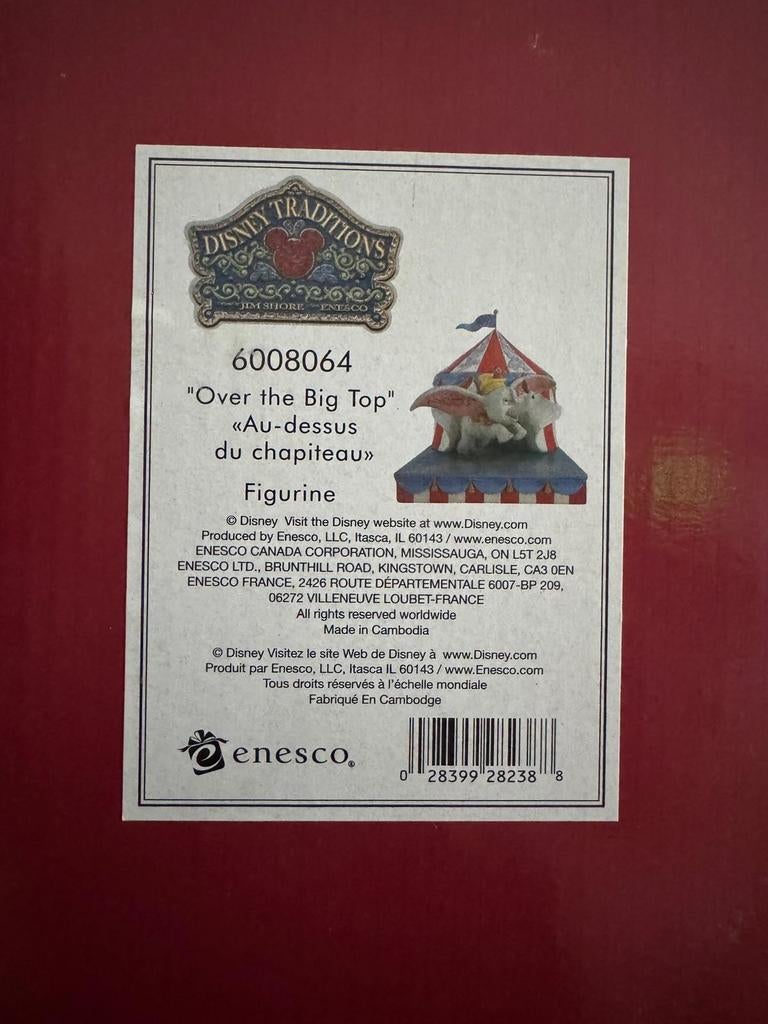 DISNEY TRADITIONS
JIM SHORE ENESCO
6008064
"Over the Big Top"
«Au-dessus
du chapiteau»
Figurine
© Disney Visit the Disney website at www.Disney.com
Produced by Enesco, LLC, Itasca, IL 60143 / www.enesco.com
ENESCO CANADA CORPORATION, MISSISSAUGA, ON L5T 2J8
ENESCO LTD., BRUNTHILL ROAD, KINGSTOWN, CARLISLE, CA3 0EN
ENESCO FRANCE, 2426 ROUTE DÉPARTEMENTALE 6007-BP 209,
06272 VILLENEUVE LOUBET-FRANCE
All rights reserved worldwide
Made in Cambodia
© Disney Visitez le site Web de Disney à www.Disney.com
Produit par Enesco, LLC, Itasca IL 60143 / www.Enesco.com
Tous droits réservés à l'échelle mondiale
Fabriqué En Cambodge
enesco®
0 28399 28238 8